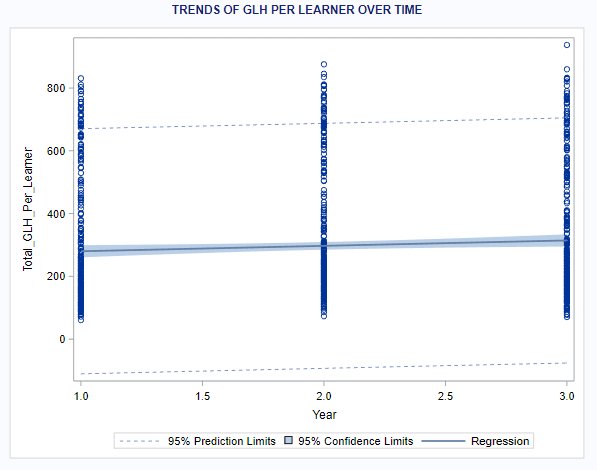 TRENDS OF GLH PER LEARNER OVER TIME
Total_GLH_Per_Learner
800
600
400
200
0
1.0 1.5 2.0 2.5 3.0
Year
95% Prediction Limits 95% Confidence Limits Regression